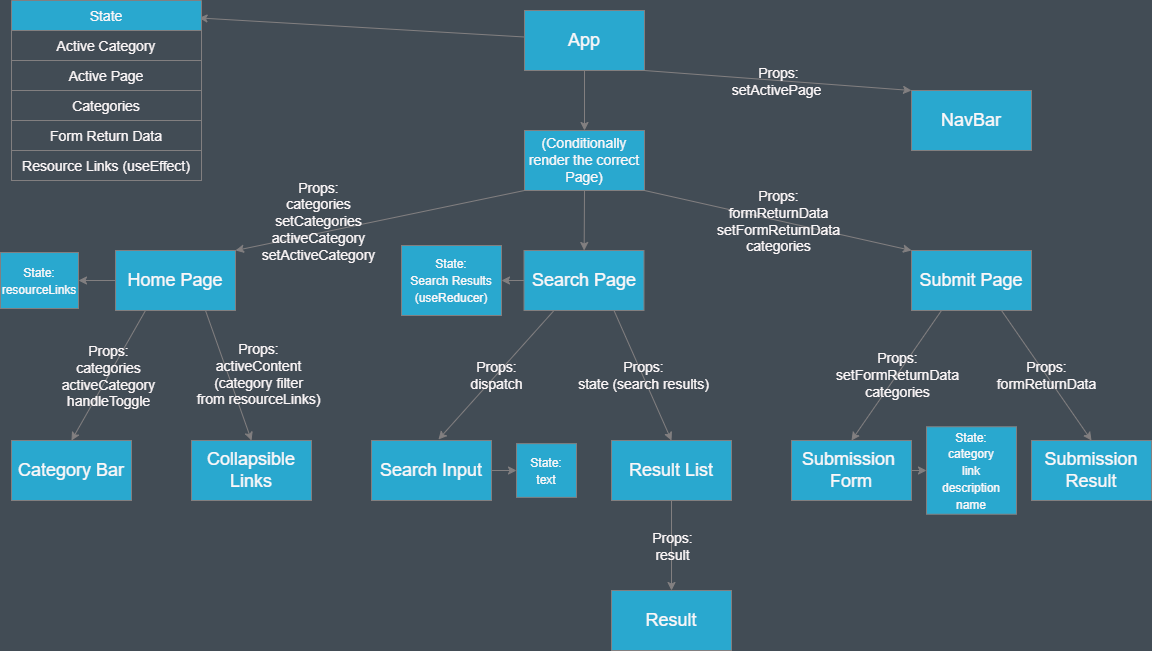 State
Active Category
Active Page
Categories
Form Return Data
Resource Links (useEffect)
App
Props:
setActivePage
NavBar
(Conditionally
render the correct
Page)
Props:
categories
setCategories
activeCategory
setActiveCategory
Props:
formReturnData
setFormReturnData
categories
State:
resourceLinks
Home Page
State:
Search Results
(useReducer)
Search Page
Submit Page
Props:
categories
activeCategory
handleToggle
Props:
activeContent
(category filter
from resourceLinks)
Props:
dispatch
Props:
state (search results)
Props:
setFormReturnData
categories
Props:
formReturnData
Category Bar
Collapsible
Links
Search Input
State:
text
Result List
Submission
Form
State:
category
link
description
name
Submission
Result
Props:
result
Result